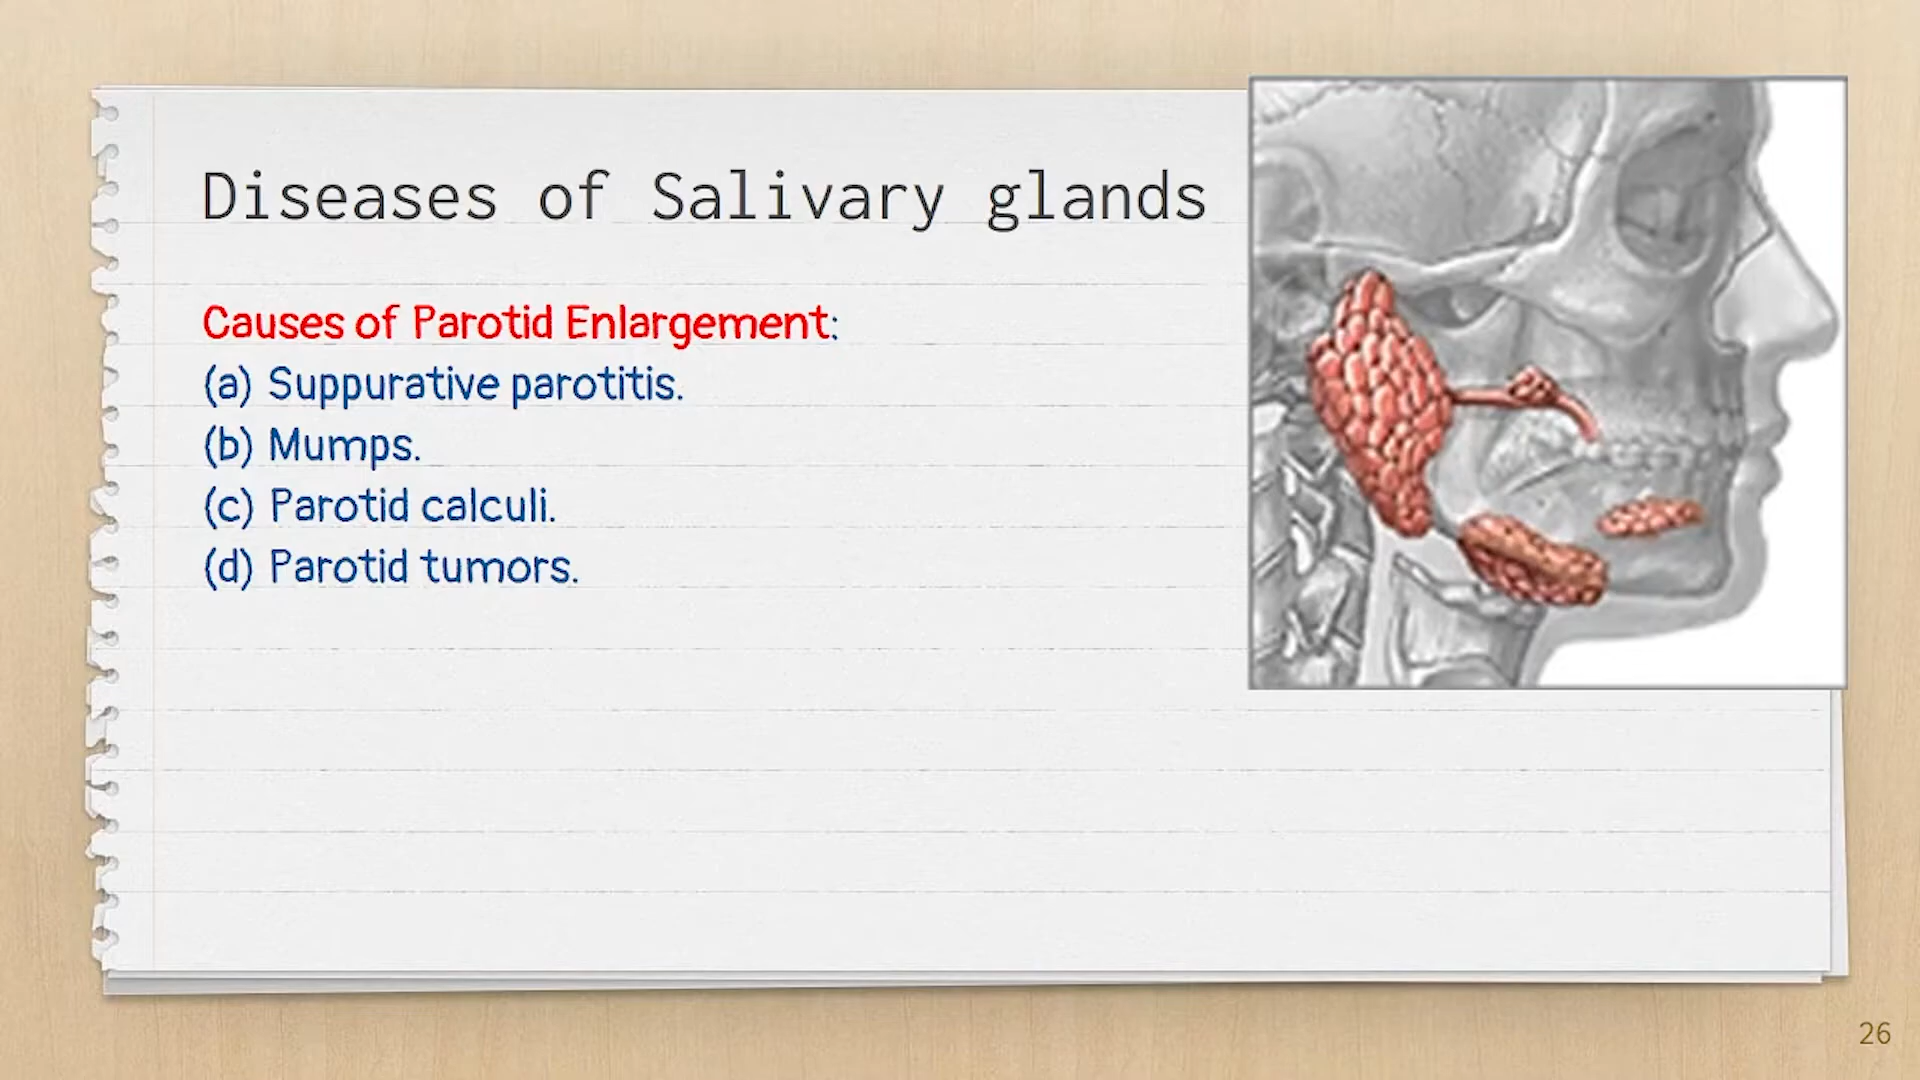 Diseases of Salivary glands
Causes of Parotid Enlargement:
(a) Suppurative parotitis.
(b) Mumps.
(c) Parotid calculi.
(d) Parotid tumors.
26